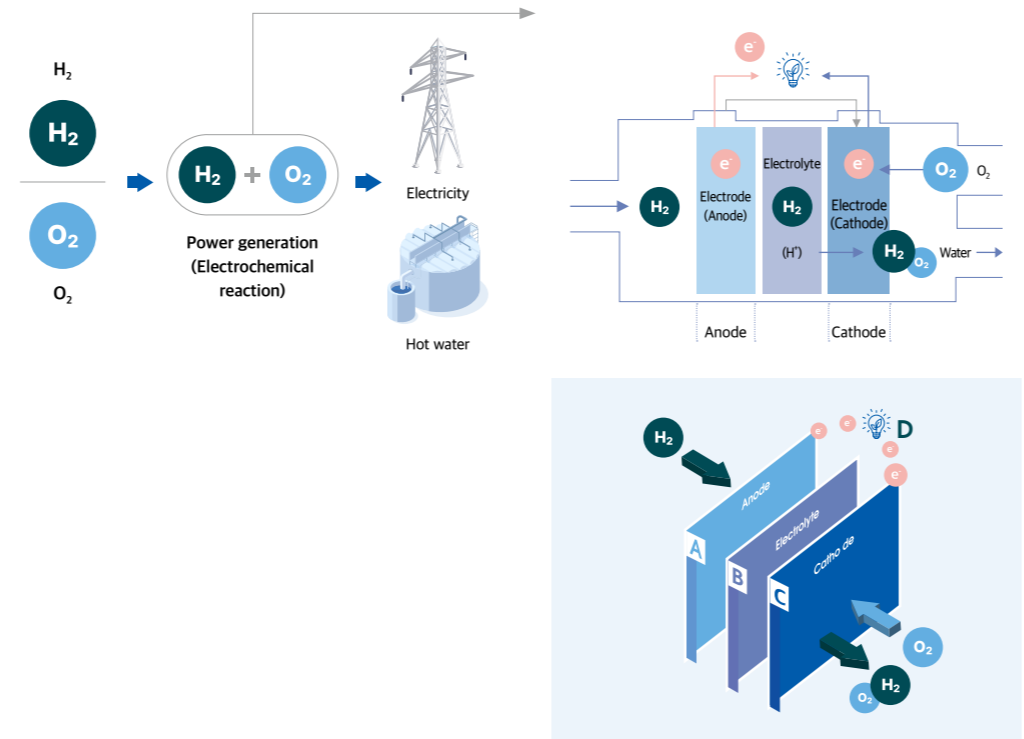 H₂
H₂
O₂
O₂
H₂ + O₂
Power generation
(Electrochemical
reaction)
Electricity
Hot water
e⁻
e⁻
Electrolyte
e⁻
O₂
O₂
H₂
Electrode
(Anode)
H₂
Electrode
(Cathode)
(H⁺)
H₂
O₂
Water
Anode
Cathode
H₂
e⁻
e⁻
D
e⁻
e⁻
Anode
Electrolyte
Catho de
A
B
C
O₂
H₂
O₂